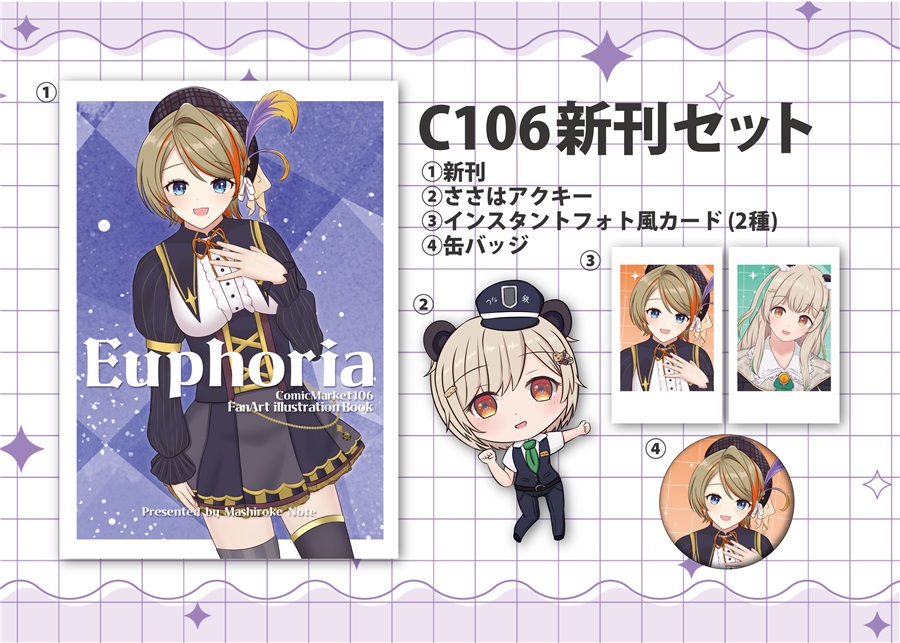 C106新刊セット
①新刊
②ささはアクキー
③インスタントフォト風カード(2種)
④缶バッジ
①
Euphoria
ComicMarket106
FanArt illustration Book
Presented by Mashiroke Note
②
③
④